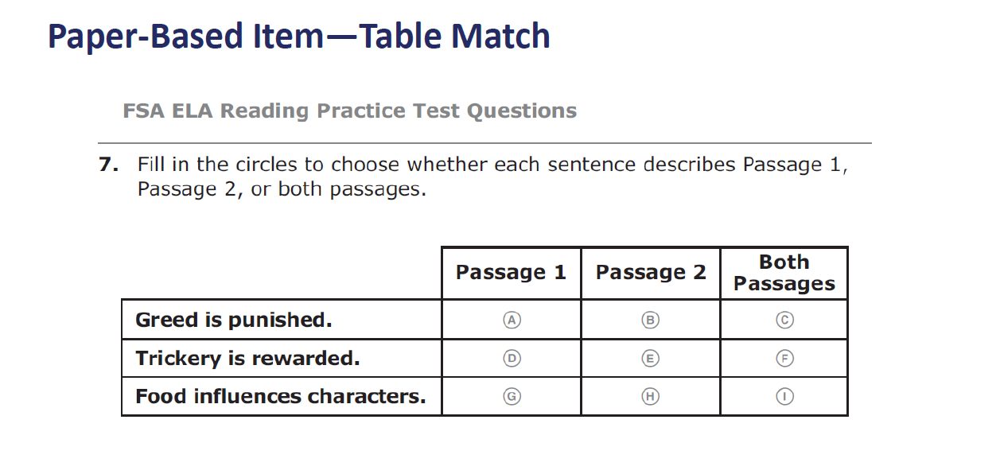 Paper-Based Item—Table Match
FSA ELA Reading Practice Test Questions
7. Fill in the circles to choose whether each sentence describes Passage 1,
Passage 2, or both passages.
Passage 1 Passage 2 Both Passages
Greed is punished. Ⓐ Ⓑ Ⓒ
Trickery is rewarded. Ⓓ Ⓔ Ⓕ
Food influences characters. Ⓖ Ⓗ Ⓘ